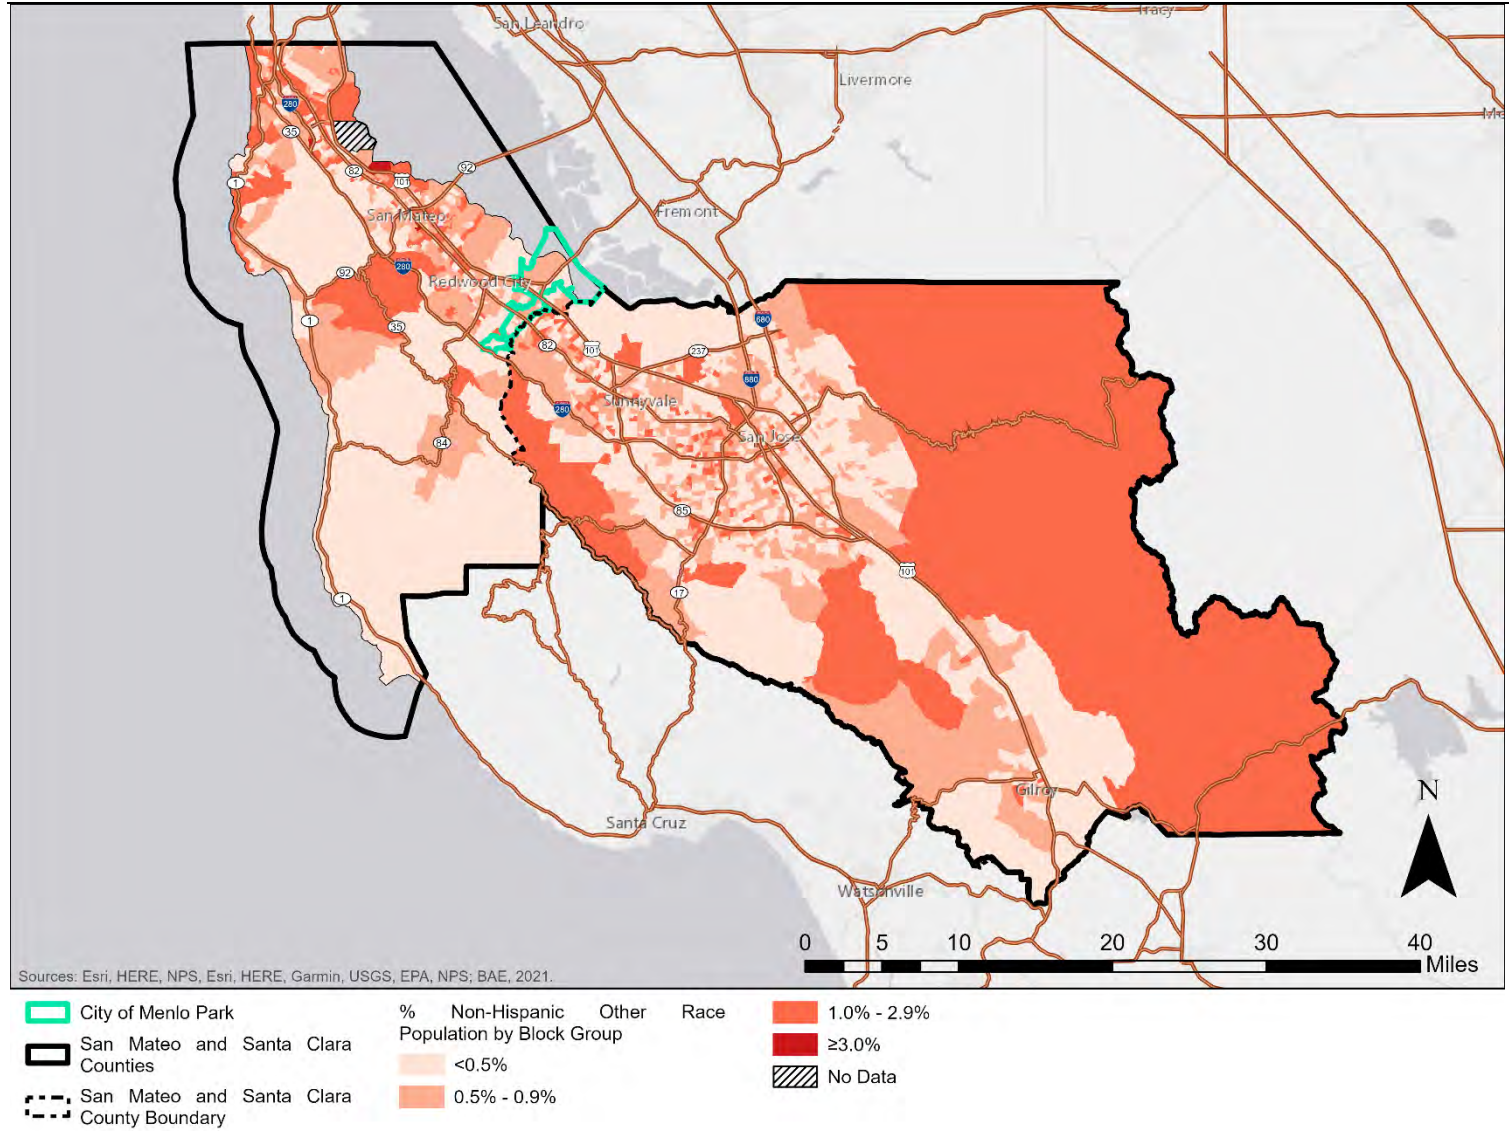 San Leandro
Tracy
Livermore
280
35
92
82
101
1
San Mateo
Fremont
92
280
Redwood City
1
35
680
82
101
237
880
280
Sunnyvale
San Jose
84
85
101
17
1
Gilroy
Santa Cruz
Watsonville
N
0 5 10 20 30 40
Miles
Sources: Esri, HERE, NPS, Esri, HERE, Garmin, USGS, EPA, NPS; BAE, 2021.
City of Menlo Park
San Mateo and Santa Clara
Counties
San Mateo and Santa Clara
County Boundary
% Non-Hispanic Other Race
Population by Block Group
<0.5%
0.5% - 0.9%
1.0% - 2.9%
≥3.0%
No Data